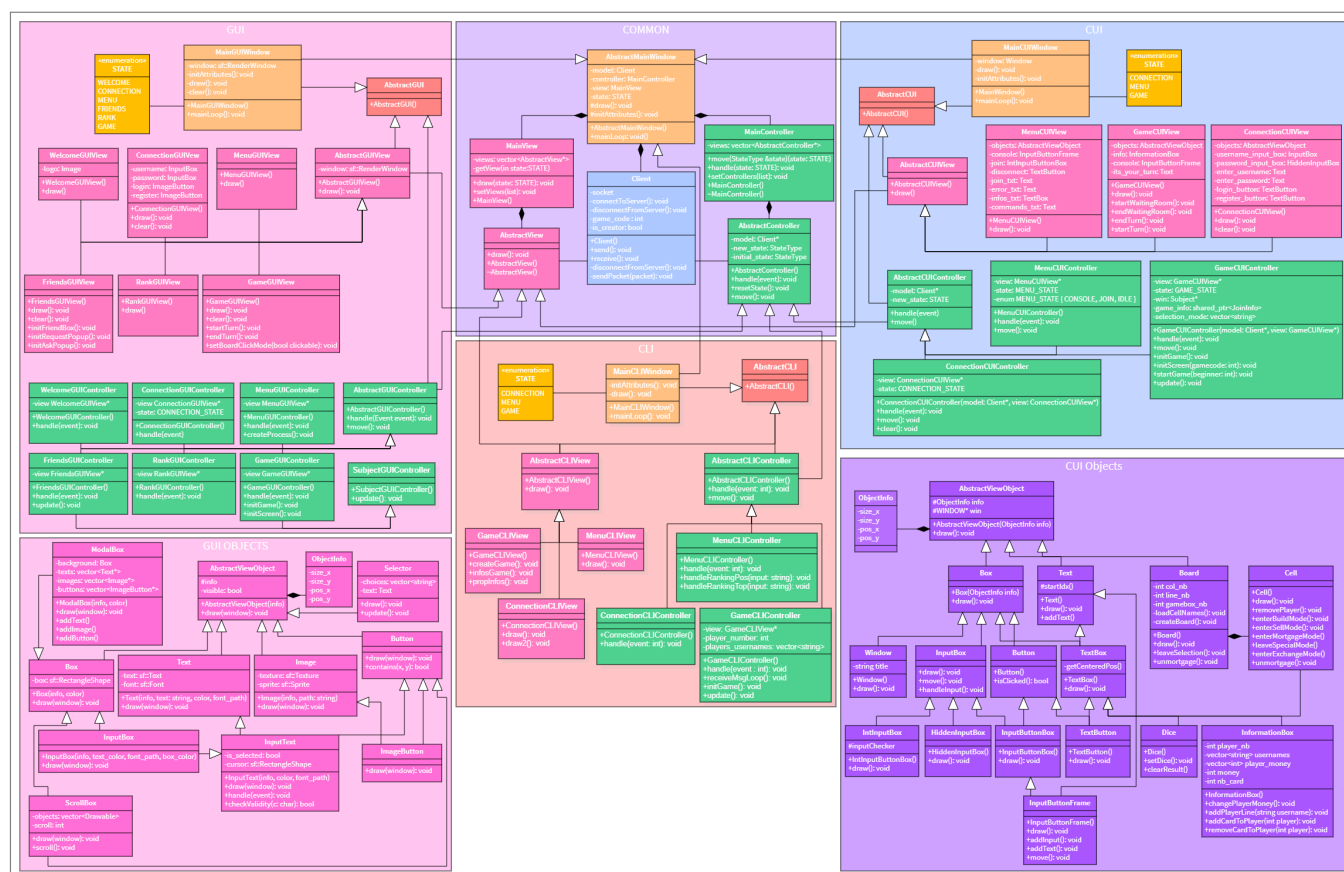 GUI
«enumeration»
STATE
WELCOME
CONNECTION
MENU
FRIENDS
RANK
GAME
MainGUIWindow
-window: sf::RenderWindow
-initAttributes(): void
-draw(): void
-clear(): void
+MainGUIWindow()
+mainLoop(): void
AbstractGUI
+AbstractGUI()
WelcomeGUIView
-logo: Image
+WelcomeGUIView()
+draw()
ConnectionGUIView
-username: InputBox
-password: InputBox
-login: ImageButton
-register: ImageButton
+ConnectionGUIView()
+draw(): void
+clear(): void
MenuGUIView
+MenuGUIView()
+draw()
AbstractGUIView
-window: sf::RenderWindow
+AbstractGUIView()
+draw(): void
FriendsGUIView
+FriendsGUIView()
+draw(): void
+clear(): void
+initFriendBox(): void
+initRequestPopup(): void
+initAskPopup(): void
RankGUIView
+RankGUIView()
+draw()
GameGUIView
+GameGUIView()
+draw(): void
+clear(): void
+startTurn(): void
+endTurn(): void
+setBoardClickMode(bool clickable): void
WelcomeGUIController
-view WelcomeGUIView*
+WelcomeGUIController()
+handle(event): void
ConnectionGUIController
-view ConnectionGUIView*
-state: CONNECTION_STATE
+ConnectionGUIController()
+handle(event)
MenuGUIController
-view MenuGUIView*
+MenuGUIController()
+handle(event): void
+createProcess(): void
AbstractGUIController
+AbstractGUIController()
+handle(Event event): void
+move(): void
FriendsGUIController
-view FriendsGUIView*
+FriendsGUIController()
+handle(event): void
+update(): void
RankGUIController
-view RankGUIView*
+RankGUIController()
+handle(event): void
GameGUIController
-view GameGUIView*
+GameGUIController()
+handle(event): void
+initGame(): void
+initScreen(): void
SubjectGUIController
+SubjectGUIController()
+update(): void
COMMON
AbstractMainWindow
-model: Client
-controller: MainController
-view: MainView
-state: STATE
#draw(): void
#initAttributes(): void
+AbstractMainWindow()
+mainLoop: void()
MainView
-views: vector<AbstractView*>
-getView(in state:STATE)
+draw(state: STATE): void
+setViews(list): void
+MainView()
Client
-socket
-connectToServer(): void
-disconnectFromServer(): void
-game_code : int
-is_creator: bool
+Client()
+send(): void
+receive(): void
-disconnectFromServer(): void
-sendPacket(packet): void
MainController
-views: vector<AbstractController*>
+move(StateType &state)(state: STATE)
+handle(state: STATE): void
+setControllers(list): void
+MainController()
~MainController()
AbstractView
+draw(): void
+AbstractView()
~AbstractView()
AbstractController
-model: Client*
-new_state: StateType
-initial_state: StateType
+AbstractController()
+handle(event): void
+resetState(): void
+move(): void
CUI
MainCUIWindow
-window: Window
-draw(): void
-initAttributes(): void
+MainWindow()
+mainLoop(): void
«enumeration»
STATE
CONNECTION
MENU
GAME
AbstractCUI
+AbstractCUI()
AbstractCUIView
+AbstractCUIView()
+draw()
MenuCUIView
-objects: AbstractViewObject
-console: InputButtonFrame
-join: IntInputButtonBox
-disconnect: TextButton
-join_txt: Text
-error_txt: Text
-infos_txt: TextBox
-commands_txt: Text
+MenuCUIView()
+draw(): void
GameCUIView
-objects: AbstractViewObject
-info: InformationBox
-console: InputButtonFrame
-its_your_turn: Text
+GameCUIView()
+draw(): void
+startWaitingRoom(): void
+endWaitingRoom(): void
+endTurn(): void
+startTurn(): void
ConnectionCUIView
-objects: AbstractViewObject
-username_input_box: InputBox
-password_input_box: HiddenInputBox
-enter_username: Text
-enter_password: Text
-login_button: TextButton
-register_button: TextButton
+ConnectionCUIView()
+draw(): void
+clear(): void
AbstractCUIController
-model: Client*
-new_state: STATE
+handle(event)
+move()
MenuCUIController
-view: MenuCUIView*
-state: MENU_STATE
-enum MENU_STATE { CONSOLE, JOIN, IDLE }
+MenuCUIController()
+handle(event): void
+move(): void
GameCUIController
-view: GameCUIView*
-state: GAME_STATE
-win: Subject*
-game_info: shared_ptr<JoinInfo>
-selection_mode: vector<string>
+GameCUIController(model: Client*, view: GameCUIView*)
+handle(event): void
+move(): void
+initGame(): void
+initScreen(gamecode: int): void
+startGame(beginner: int): void
+update(): void
ConnectionCUIController
-view: ConnectionCUIView*
-state: CONNECTION_STATE
+ConnectionCUIController(model: Client*, view: ConnectionCUIView*)
+handle(event): void
+move(): void
+clear(): void
CLI
«enumeration»
STATE
CONNECTION
MENU
GAME
MainCLIWindow
-initAttributes(): void
-draw(): void
+MainCLIWindow()
+mainLoop(): void
AbstractCLI
+AbstractCLI()
AbstractCLIView
+AbstractCLIView()
+draw(): void
AbstractCLIController
+AbstractCLIController()
+handle(event: int): void
+move(): void
GameCLIView
+GameCLIView()
+createGame(): void
+infosGame(): void
+propInfos(): void
MenuCLIView
+MenuCLIView()
+draw(): void
ConnectionCLIView
+ConnectionCLIView()
+draw(): void
+draw2(): void
MenuCLIController
+MenuCLIController()
+handle(event: int): void
+handleRankingPos(input: string): void
+handleRankingTop(input: string): void
ConnectionCLIController
+ConnectionCLIController()
+handle(event: int): void
GameCLIController
-view: GameCLIView*
-player_number: int
-players_usernames: vector<string>
+GameCLIController()
+handle(event : int): void
+receiveMsgLoop(): void
+initGame(): void
+update(): void
GUI OBJECTS
ModalBox
-background: Box
-texts: vector<Text*>
-images: vector<Image*>
-buttons: vector<ImageButton*>
+ModalBox(info, color)
+draw(window): void
+addText()
+addImage()
+addButton()
AbstractViewObject
#info
-visible: bool
+AbstractViewObject(info)
+draw(window): void
ObjectInfo
-size_x
-size_y
-pos_x
-pos_y
Selector
-choices: vector<string>
-text: Text
+draw(): void
+update(): void
Button
+draw(window): void
+contains(x, y): bool
Box
-box: sf::RectangleShape
+Box(info, color)
+draw(window): void
Text
-text: sf::Text
-font: sf::Font
+Text(info, text: string, color, font_path)
+draw(window): void
Image
-texture: sf::Texture
-sprite: sf::Sprite
+Image(info, path: string)
+draw(window): void
InputBox
+InputBox(info, text_color, font_path, box_color)
+draw(window): void
InputText
-is_selected: bool
-cursor: sf::RectangleShape
+InputText(info, color, font_path)
+draw(window): void
+handle(event): void
+checkValidity(c: char): bool
ImageButton
+draw(window): void
ScrollBox
-objects: vector<Drawable>
-scroll: int
+draw(window): void
+scroll(): void
CUI Objects
ObjectInfo
-size_x
-size_y
-pos_x
-pos_y
AbstractViewObject
#ObjectInfo info
#WINDOW* win
+AbstractViewObject(ObjectInfo info)
+draw(): void
Box
+Box(ObjectInfo info)
+draw(): void
Text
#startIdx()
+Text()
+draw(): void
+addText()
Board
-int col_nb
-int line_nb
-int gamebox_nb
-loadCellNames(): void
-createBoard(): void
+Board()
+draw(): void
+leaveSelection(): void
+unmortgage(): void
Cell
+Cell()
+draw(): void
+removePlayer(): void
+enterBuildMode(): void
+enterSellMode(): void
+enterMortgageMode(): void
+leaveSpecialMode(): void
+enterExchangeMode(): void
+unmortgage(): void
Window
-string title
+Window()
+draw(): void
InputBox
+draw(): void
+move(): void
+handleInput(): void
Button
+Button()
+isClicked(): bool
TextBox
-getCenteredPos()
+TextBox()
+draw(): void
IntInputBox
#inputChecker
+IntInputButtonBox()
+draw(): void
HiddenInputBox
+HiddenInputBox()
+draw(): void
InputButtonBox
+InputButtonBox()
+draw(): void
TextButton
+TextButton()
+draw(): void
Dice
+Dice()
+setDice(): void
+clearResult()
InformationBox
-int player_nb
-vector<string> usernames
-vector<int> player_money
-int money
-int nb_card
+InformationBox()
+changePlayerMoney(): void
+addPlayerLine(string username): void
+addCardToPlayer(int player): void
+removeCardToPlayer(int player): void
InputButtonFrame
+InputButtonFrame()
+draw(): void
+addInput(): void
+addText(): void
+move(): void